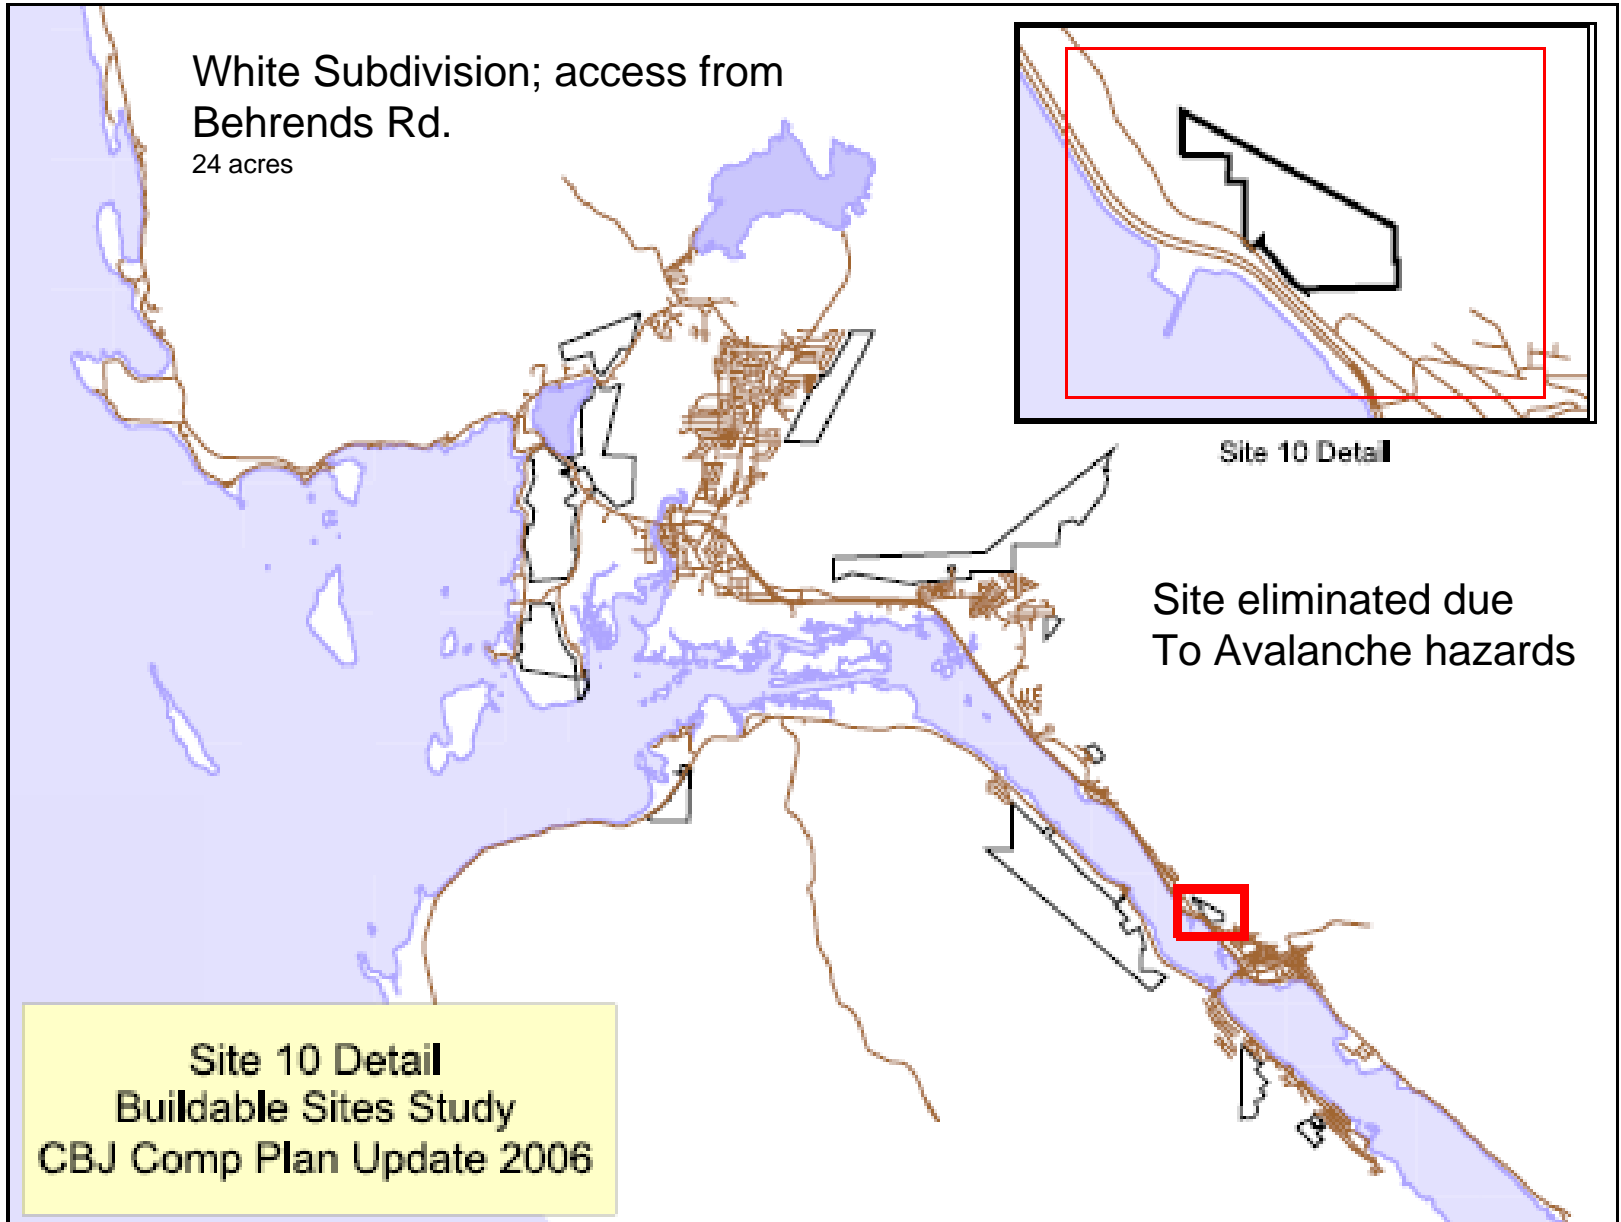 White Subdivision; access from
Behrends Rd.
24 acres
Site 10 Detail
Site eliminated due
To Avalanche hazards
Site 10 Detail
Buildable Sites Study
CBJ Comp Plan Update 2006